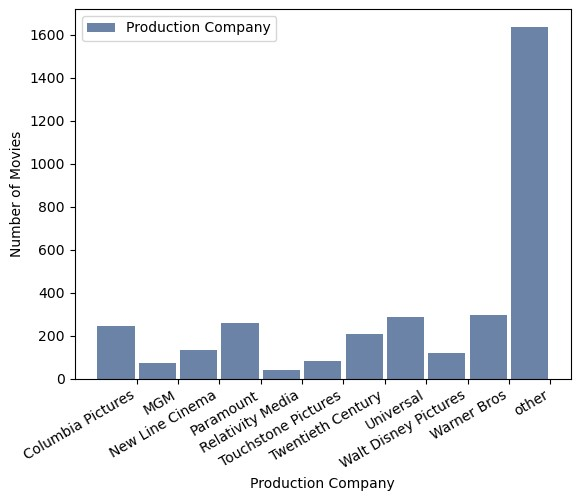 Production Company
1600
1400
1200
1000
800
600
400
200
0
Number of Movies
Columbia Pictures
MGM
New Line Cinema
Paramount
Relativity Media
Touchstone Pictures
Twentieth Century
Universal
Walt Disney Pictures
Warner Bros
other
Production Company